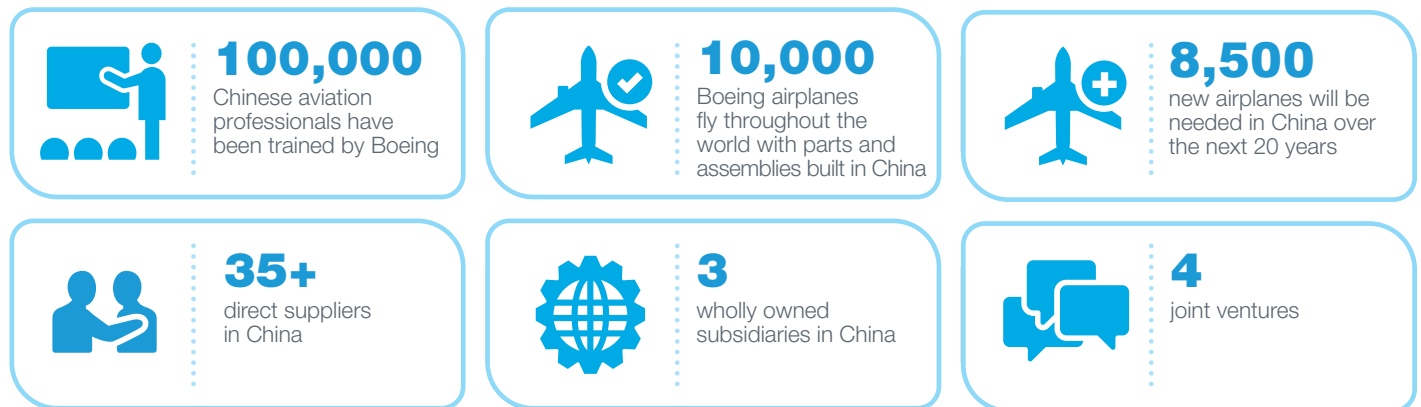 100,000
Chinese aviation
professionals have
been trained by Boeing
10,000
Boeing airplanes
fly throughout the
world with parts and
assemblies built in China
8,500
new airplanes will be
needed in China over
the next 20 years
35+
direct suppliers
in China
3
wholly owned
subsidiaries in China
4
joint ventures